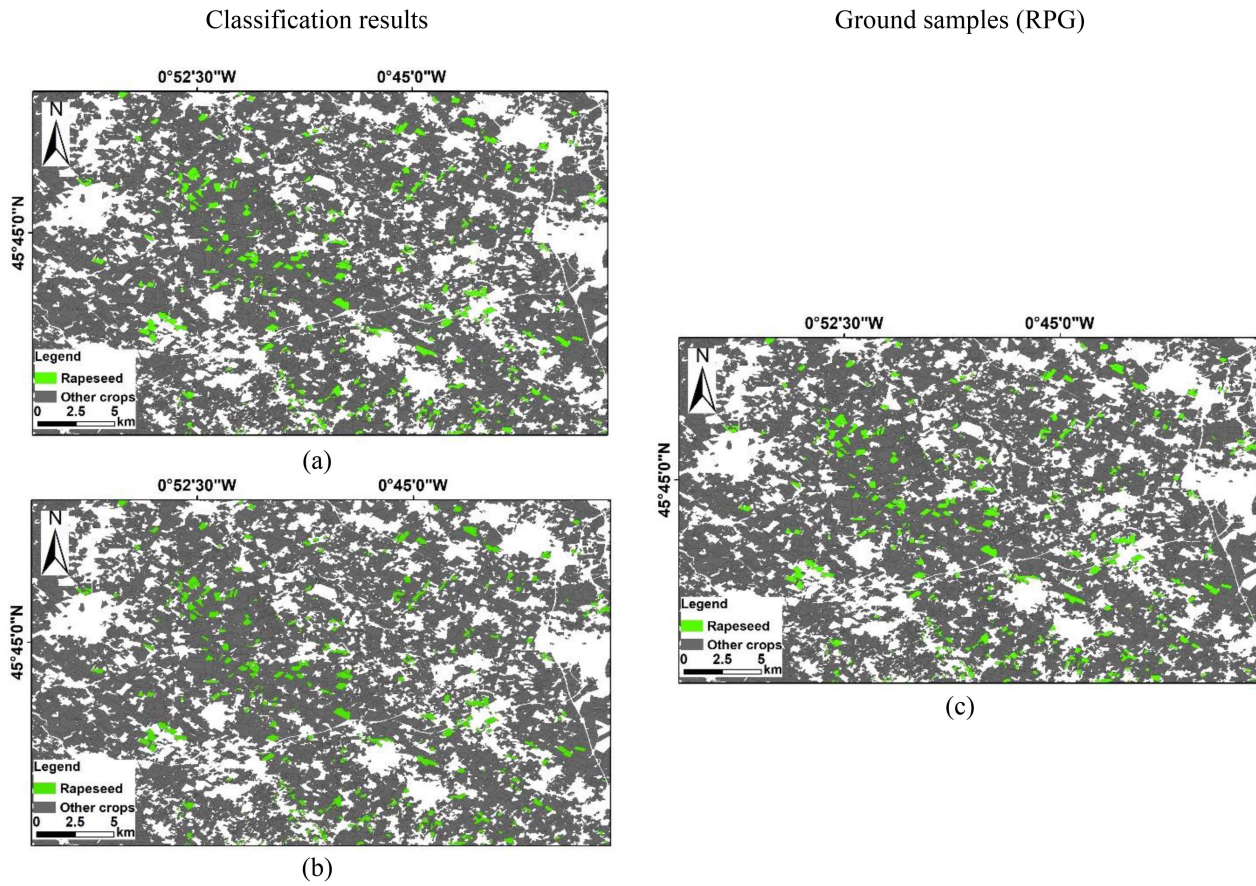 Classification results
Ground samples (RPG)
0°52'30"W 0°45'0"W
N
45°45'0"N
Legend
Rapeseed
Other crops
0 2.5 5
km
(a)
0°52'30"W 0°45'0"W
N
45°45'0"N
Legend
Rapeseed
Other crops
0 2.5 5
km
(b)
0°52'30"W 0°45'0"W
N
45°45'0"N
Legend
Rapeseed
Other crops
0 2.5 5
km
(c)